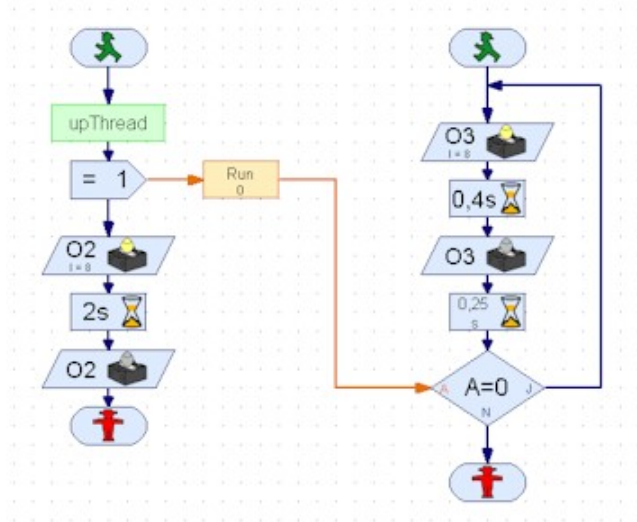 upThread
= 1
Run
0
O2
I = 8
2s
O2
O3
I = 8
0,4s
O3
0,25
s
A
A=0
J
N